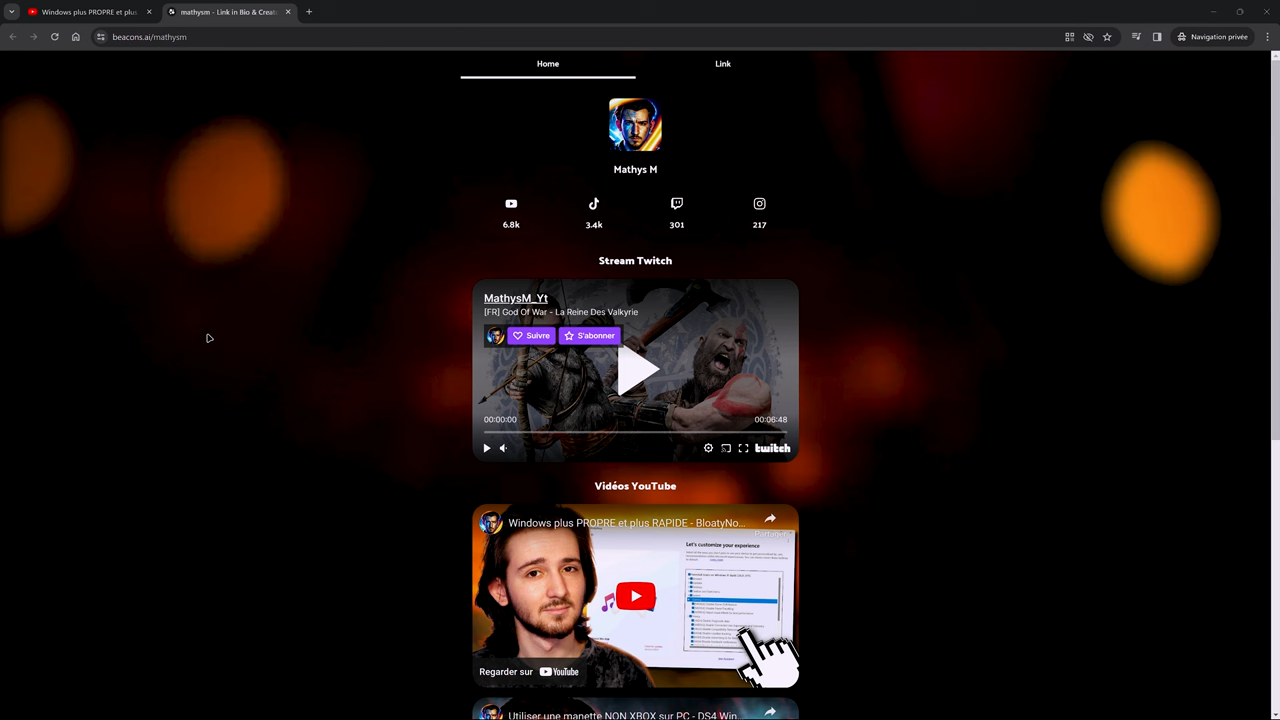 Windows plus PROPRE et plus
mathysm - Link in Bio & Creat
beacons.ai/mathysm
Navigation privée
Home
Link
Mathys M
6.8k
3.4k
301
217
Stream Twitch
MathysM_Yt
[FR] God Of War - La Reine Des Valkyrie
Suivre
S'abonner
00:00:00
00:06:48
twitch
Vidéos YouTube
Windows plus PROPRE et plus RAPIDE - BloatyNo...
Partager
Let's customize your experience
Regarder sur YouTube
Utiliser une manette NON XBOX sur PC - DS4 Win...